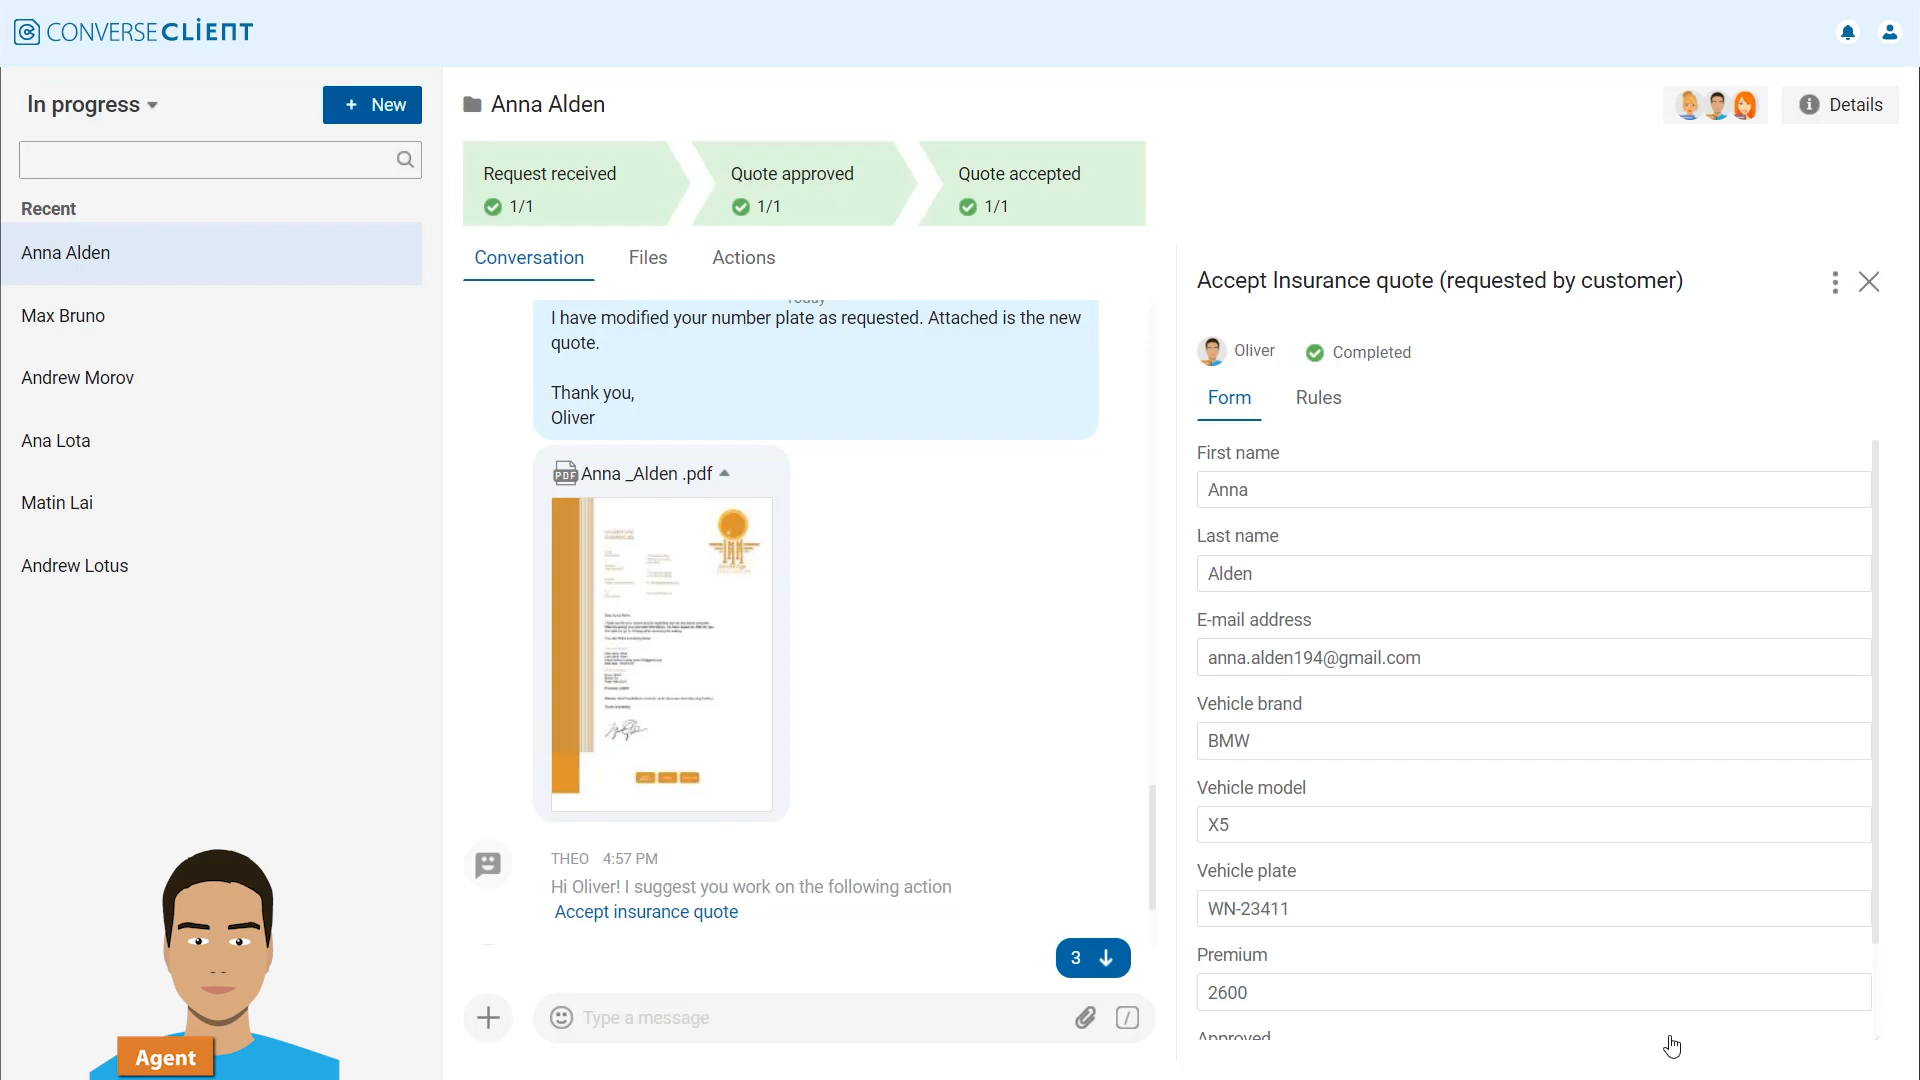 CONVERSECLIENT
In progress
+ New
Anna Alden
Details
Recent
Anna Alden
Max Bruno
Andrew Morov
Ana Lota
Matin Lai
Andrew Lotus
Agent
Request received
1/1
Quote approved
1/1
Quote accepted
1/1
Conversation
Files
Actions
Today
I have modified your number plate as requested. Attached is the new
quote.
Thank you,
Oliver
PDF Anna _Alden .pdf
THEO 4:57 PM
Hi Oliver! I suggest you work on the following action
Accept insurance quote
3
Type a message
Accept Insurance quote (requested by customer)
Oliver
Completed
Form
Rules
First name
Anna
Last name
Alden
E-mail address
anna.alden194@gmail.com
Vehicle brand
BMW
Vehicle model
X5
Vehicle plate
WN-23411
Premium
2600
Approved